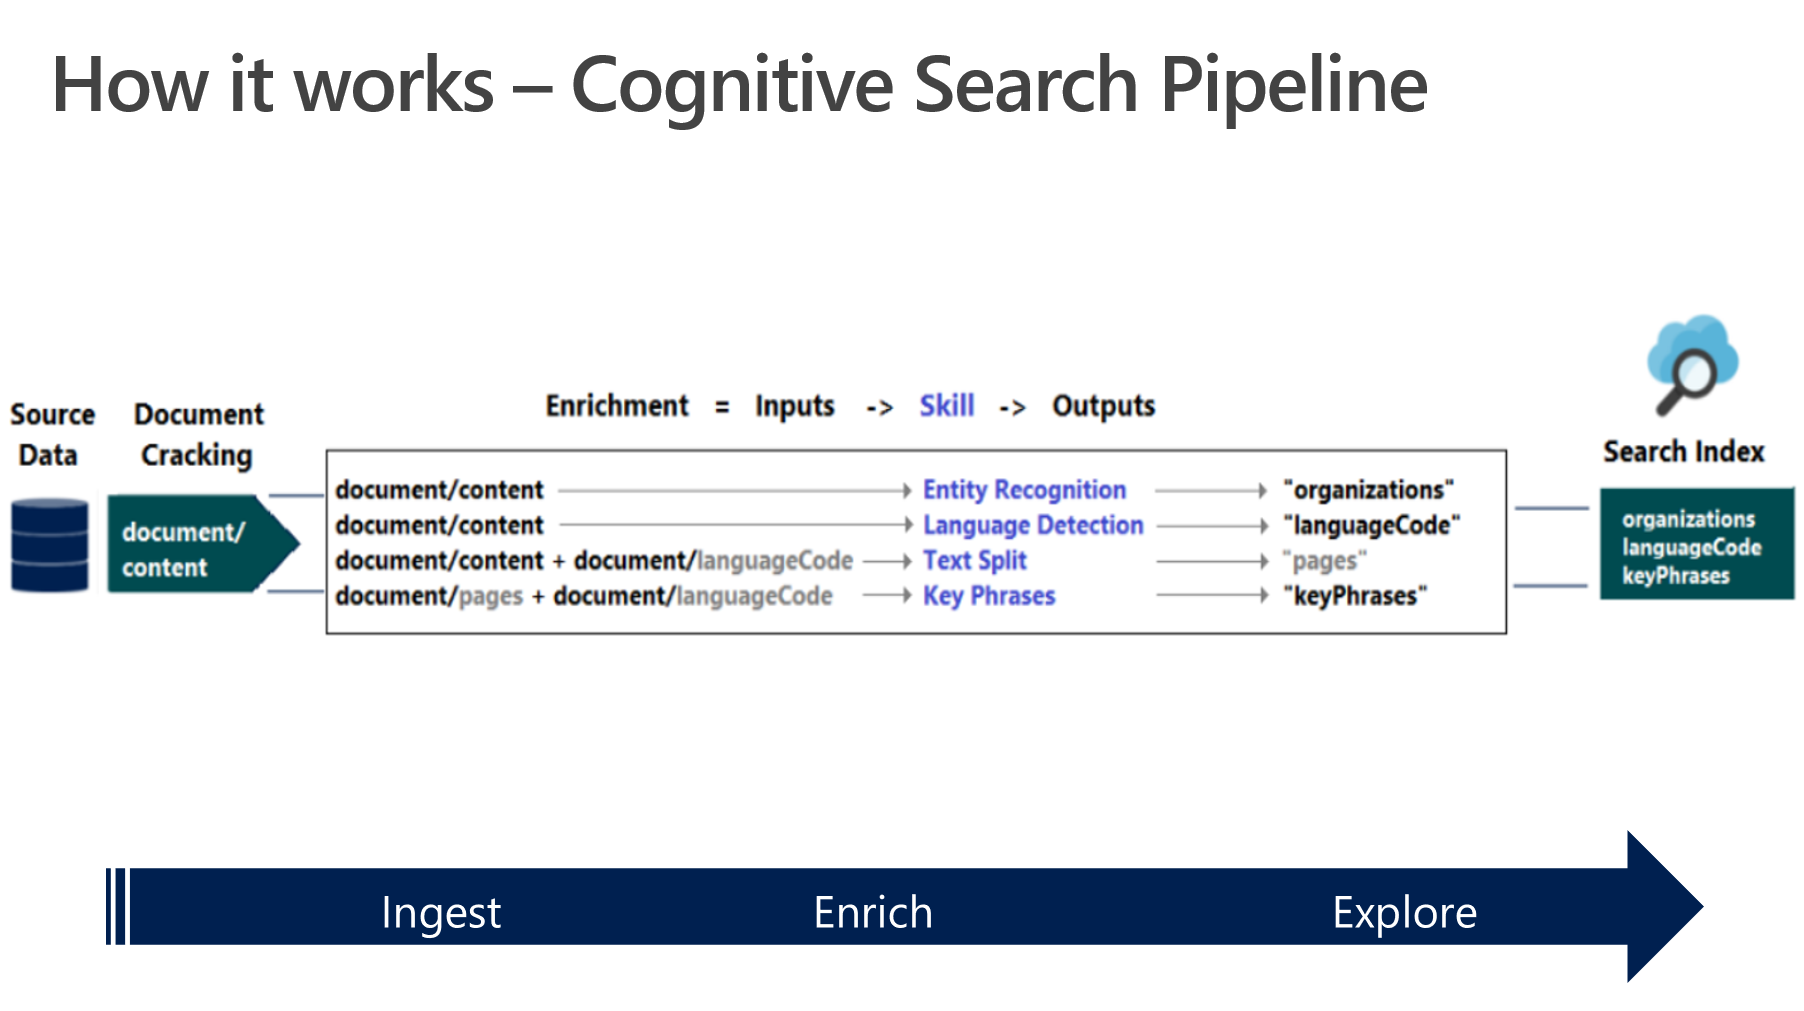 How it works – Cognitive Search Pipeline
Source
Data
Document
Cracking
document/
content
Enrichment = Inputs -> Skill -> Outputs
document/content Entity Recognition "organizations"
document/content Language Detection "languageCode"
document/content + document/languageCode Text Split "pages"
document/pages + document/languageCode Key Phrases "keyPhrases"
Search Index
organizations
languageCode
keyPhrases
Ingest Enrich Explore